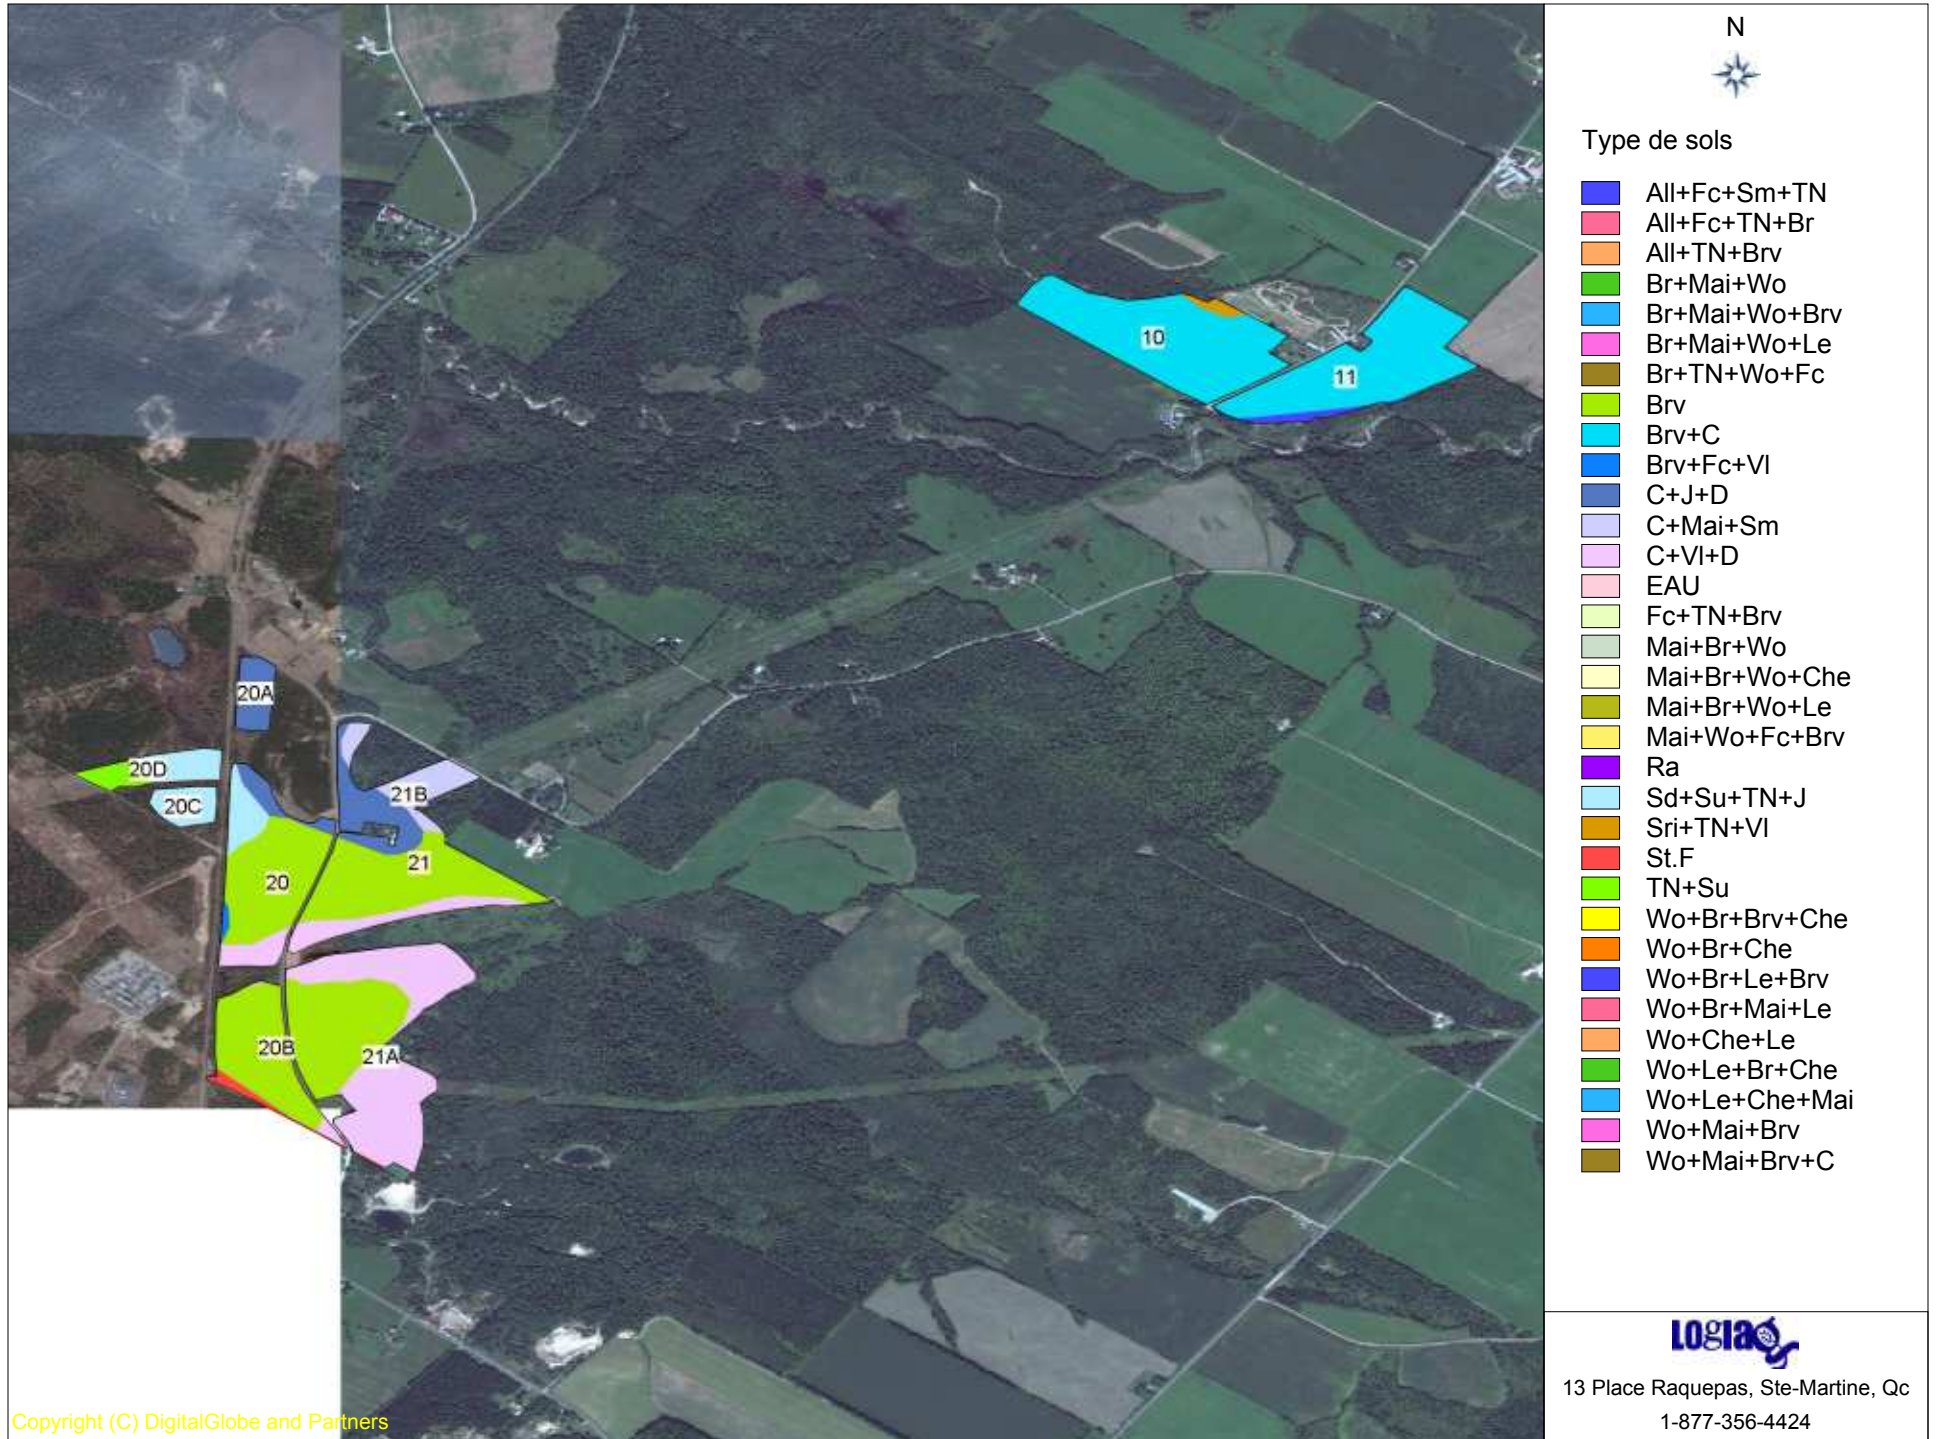 N
Type de sols
All+Fc+Sm+TN
All+Fc+TN+Br
All+TN+Brv
Br+Mai+Wo
Br+Mai+Wo+Brv
Br+Mai+Wo+Le
Br+TN+Wo+Fc
Brv
Brv+C
Brv+Fc+Vl
C+J+D
C+Mai+Sm
C+Vl+D
EAU
Fc+TN+Brv
Mai+Br+Wo
Mai+Br+Wo+Che
Mai+Br+Wo+Le
Mai+Wo+Fc+Brv
Ra
Sd+Su+TN+J
Sri+TN+Vl
St.F
TN+Su
Wo+Br+Brv+Che
Wo+Br+Che
Wo+Br+Le+Brv
Wo+Br+Mai+Le
Wo+Che+Le
Wo+Le+Br+Che
Wo+Le+Che+Mai
Wo+Mai+Brv
Wo+Mai+Brv+C
10
11
20A
20D
20C
21B
21
20
20B
21A
LOGIAG
13 Place Raquepas, Ste-Martine, Qc
1-877-356-4424
Copyright (C) DigitalGlobe and Partners